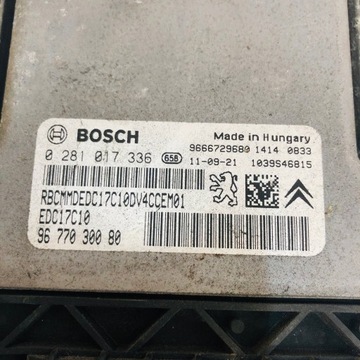 BOSCH
Made in Hungary
0 281 017 336 658
9666729680 1414 0833
11-09-21 1039S46815
RBCMMDEDC17C10DV4CCEM01
EDC17C10
96 770 300 80